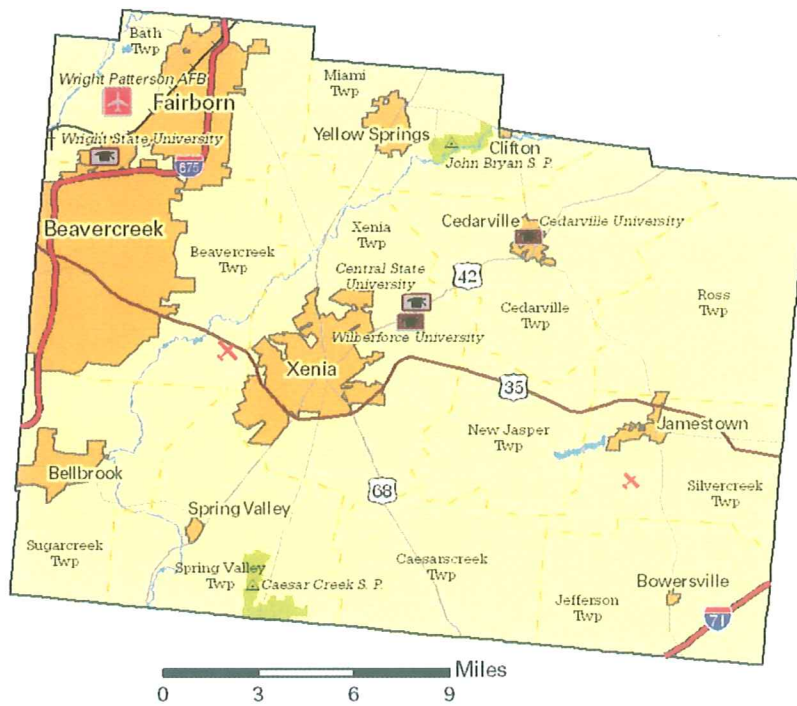 Bath
Twp
Wright Patterson AFB
Fairborn
Miami
Twp
Wright State University
Yellow Springs
Clifton
John Bryan S. P.
675
Beavercreek
Beavercreek
Twp
Xenia
Twp
Cedarville
Cedarville University
Central State
University
42
Cedarville
Twp
Ross
Twp
Wilberforce University
Xenia
35
New Jasper
Twp
Jamestown
Bellbrook
68
Silvercreek
Twp
Spring Valley
Sugarcreek
Twp
Spring Valley
Twp
Caesar Creek S. P.
Caesarscreek
Twp
Jefferson
Twp
Bowersville
71
Miles
0 3 6 9